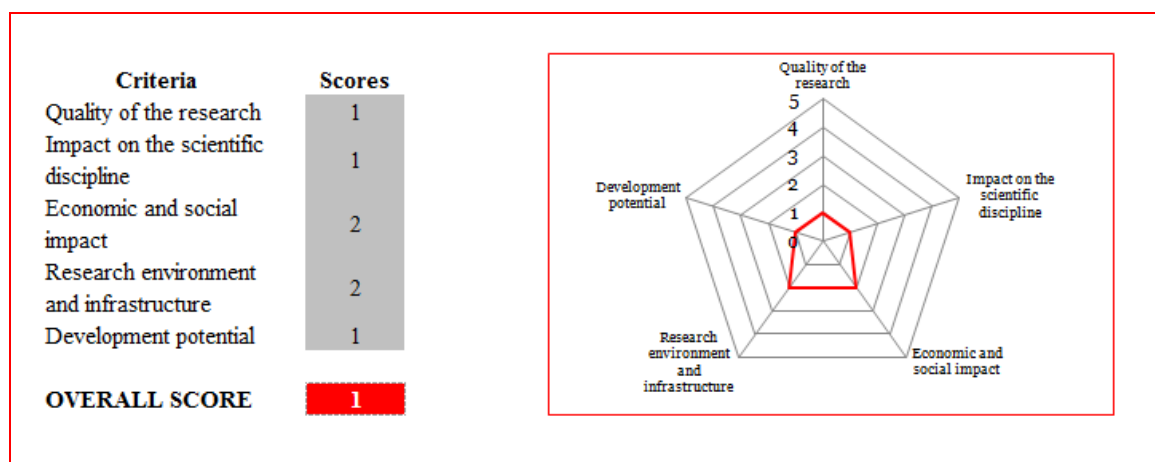 Criteria Scores
Quality of the research 1
Impact on the scientific
discipline 1
Economic and social
impact 2
Research environment
and infrastructure 2
Development potential 1
OVERALL SCORE 1
Quality of the
research
5
4
3
2
1
0
Impact on the
scientific
discipline
Economic and
social impact
Research
environment
and
infrastructure
Development
potential